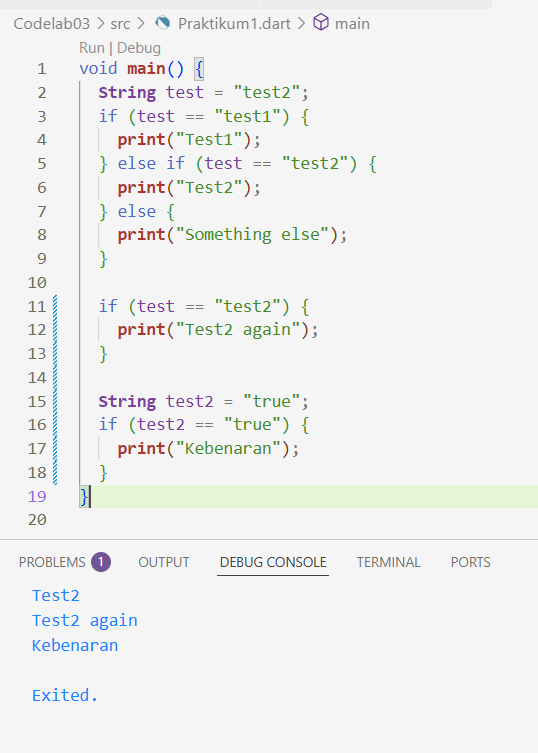 Codelab03 > src > Praktikum1.dart > main
Run | Debug
1 void main() {
2 String test = "test2";
3 if (test == "test1") {
4 print("Test1");
5 } else if (test == "test2") {
6 print("Test2");
7 } else {
8 print("Something else");
9 }
10
11 if (test == "test2") {
12 print("Test2 again");
13 }
14
15 String test2 = "true";
16 if (test2 == "true") {
17 print("Kebenaran");
18 }
19 }
20
PROBLEMS 1 OUTPUT DEBUG CONSOLE TERMINAL PORTS
Test2
Test2 again
Kebenaran
Exited.